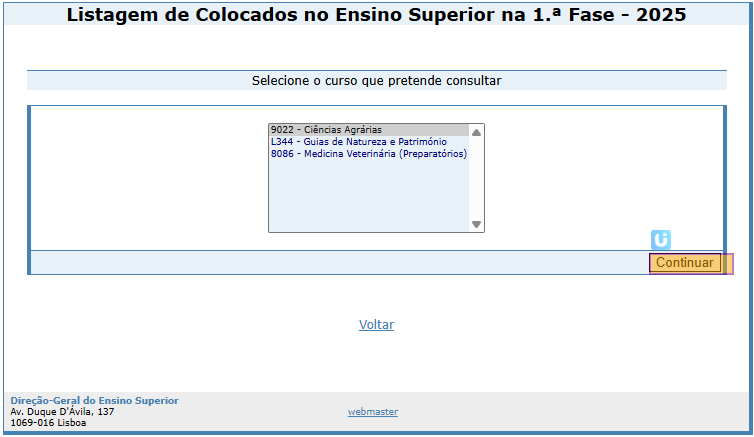 Listagem de Colocados no Ensino Superior na 1.ª Fase - 2025
Selecione o curso que pretende consultar
9022 - Ciências Agrárias
L344 - Guias de Natureza e Património
8086 - Medicina Veterinária (Preparatórios)
Ui
Continuar
Voltar
Direção-Geral do Ensino Superior
Av. Duque D'Ávila, 137
1069-016 Lisboa
webmaster